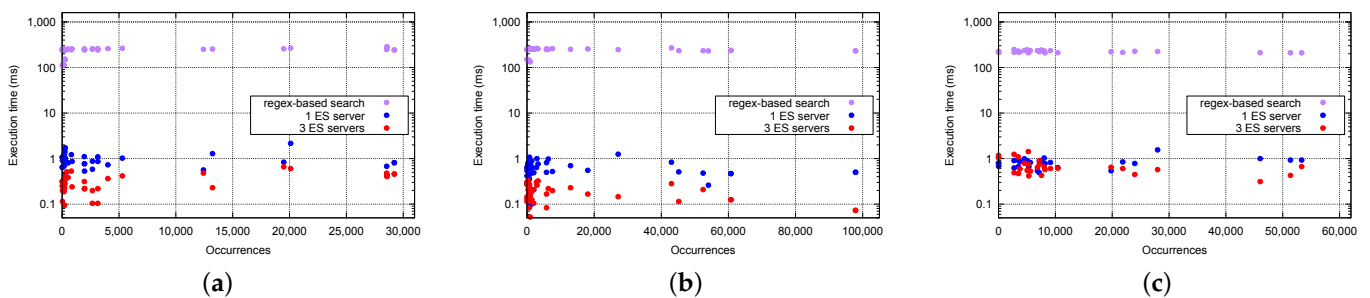 1,000
100
10
1
0.1
Execution time (ms)
regex-based search
1 ES server
3 ES servers
0 5,000 10,000 15,000 20,000 25,000 30,000
Occurrences
(a)
1,000
100
10
1
0.1
Execution time (ms)
regex-based search
1 ES server
3 ES servers
0 20,000 40,000 60,000 80,000 100,000
Occurrences
(b)
1,000
100
10
1
0.1
Execution time (ms)
regex-based search
1 ES server
3 ES servers
0 10,000 20,000 30,000 40,000 50,000 60,000
Occurrences
(c)